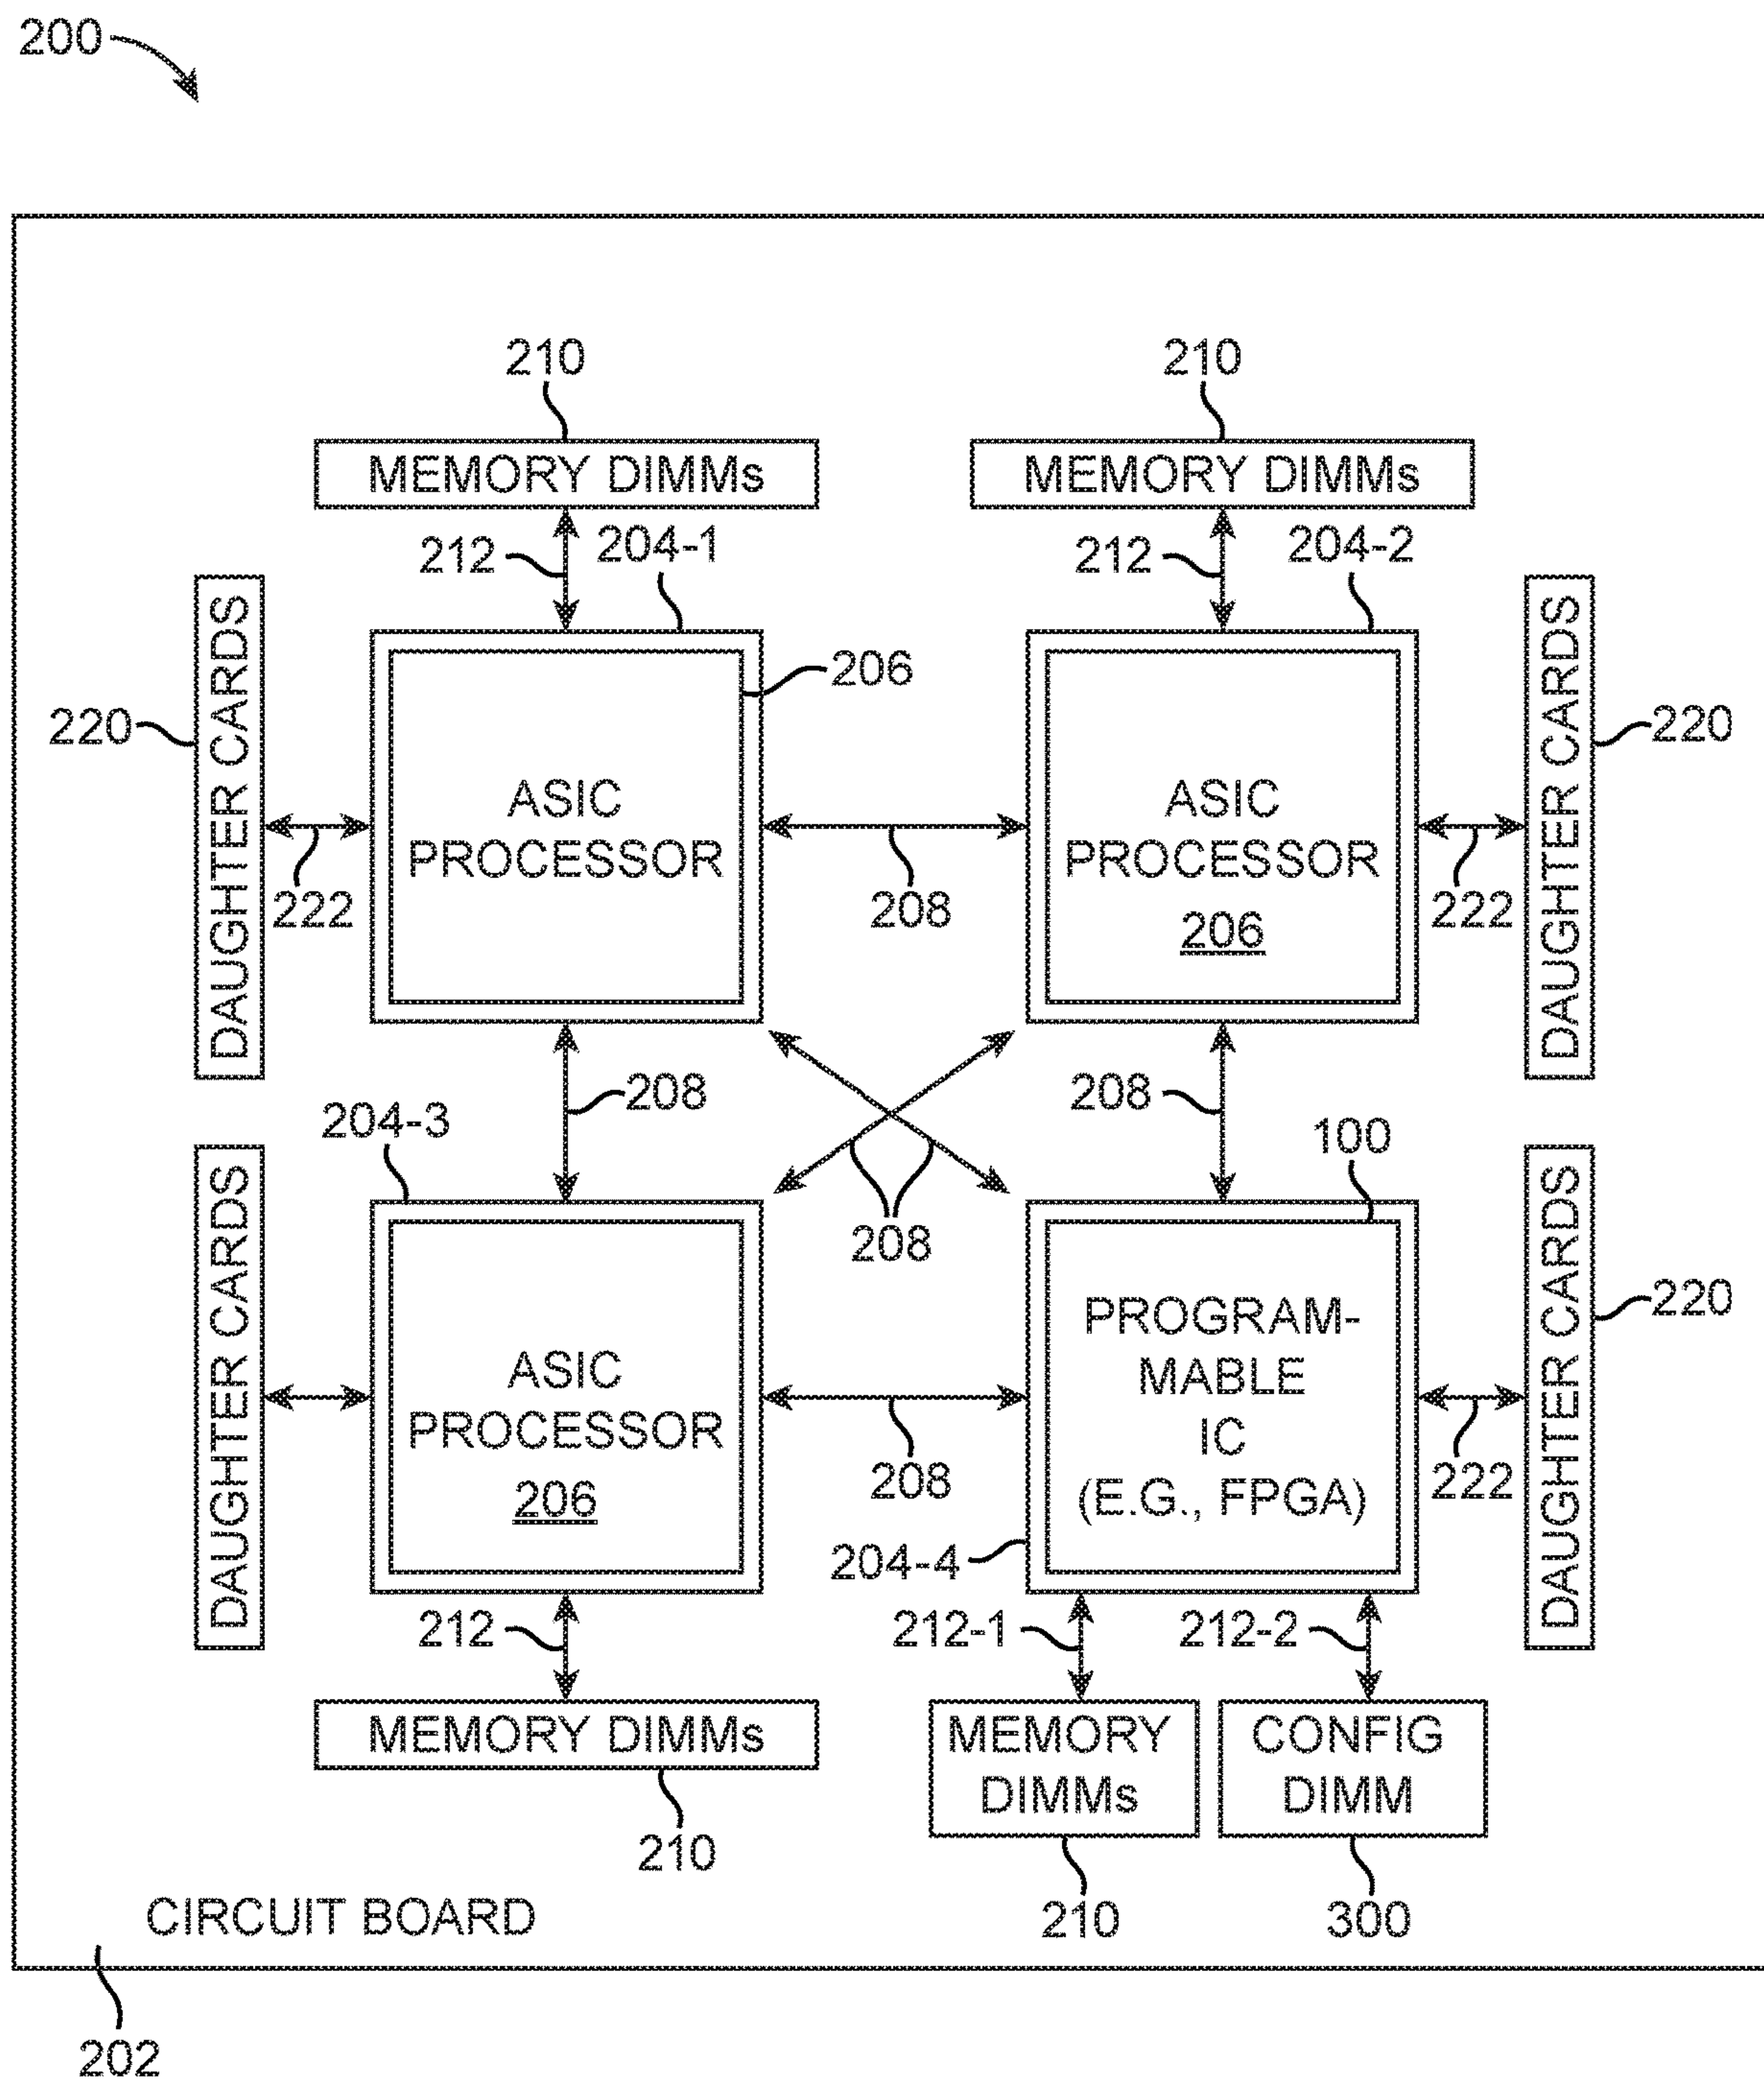 200
210
210
MEMORY DIMMs
MEMORY DIMMs
212
204-1
212
204-2
DAUGHTER CARDS
220
222
206
ASIC
PROCESSOR
208
ASIC
PROCESSOR
206
222
DAUGHTER CARDS
220
208
208
208
204-3
100
DAUGHTER CARDS
ASIC
PROCESSOR
206
208
PROGRAM-
MABLE
IC
(E.G., FPGA)
204-4
222
DAUGHTER CARDS
220
212
212-1
212-2
MEMORY DIMMs
210
MEMORY
DIMMs
210
CONFIG
DIMM
300
CIRCUIT BOARD
202